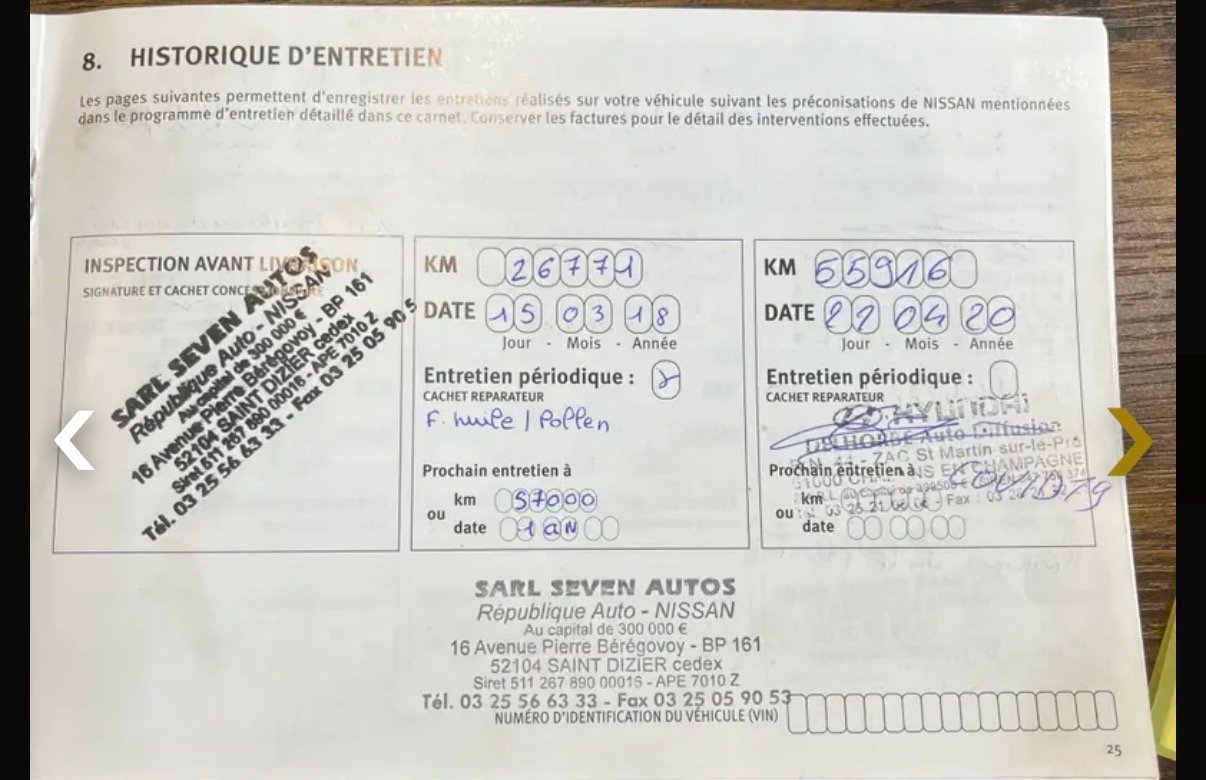 8. HISTORIQUE D'ENTRETIEN
Les pages suivantes permettent d'enregistrer les entretiens réalisés sur votre véhicule suivant les préconisations de NISSAN mentionnées
dans le programme d'entretien détaillé dans ce carnet. Conserver les factures pour le détail des interventions effectuées.
INSPECTION AVANT LIVRAISON
SIGNATURE ET CACHET
SARL SEVEN AUTOS
République Auto - NISSAN
Au capital de 300 000 €
16 Avenue Pierre Bérégovoy - BP 161
52104 SAINT DIZIER cedex
Siret 511 267 890 00016 - APE 7010 Z
Tél. 03 25 56 63 33 - Fax 03 25 05 90 5
KM 26771
DATE 15 03 18
Jour - Mois - Année
Entretien périodique :
CACHET REPARATEUR
F. huile / Pollen
Prochain entretien à
km 57000
ou
date 1 aN
KM 65916
DATE 22 04 20
Jour - Mois - Année
Entretien périodique :
CACHET REPARATEUR
HYUNDAI
Auto Diffusion
ZAC St Martin sur-le-Pré
EN CHAMPAGNE
Prochain entretien à
km
ou
date
SARL SEVEN AUTOS
République Auto - NISSAN
Au capital de 300 000 €
16 Avenue Pierre Bérégovoy - BP 161
52104 SAINT DIZIER cedex
Siret 511 267 890 00016 - APE 7010 Z
Tél. 03 25 56 63 33 - Fax 03 25 05 90 53
NUMÉRO D'IDENTIFICATION DU VÉHICULE (VIN)
25